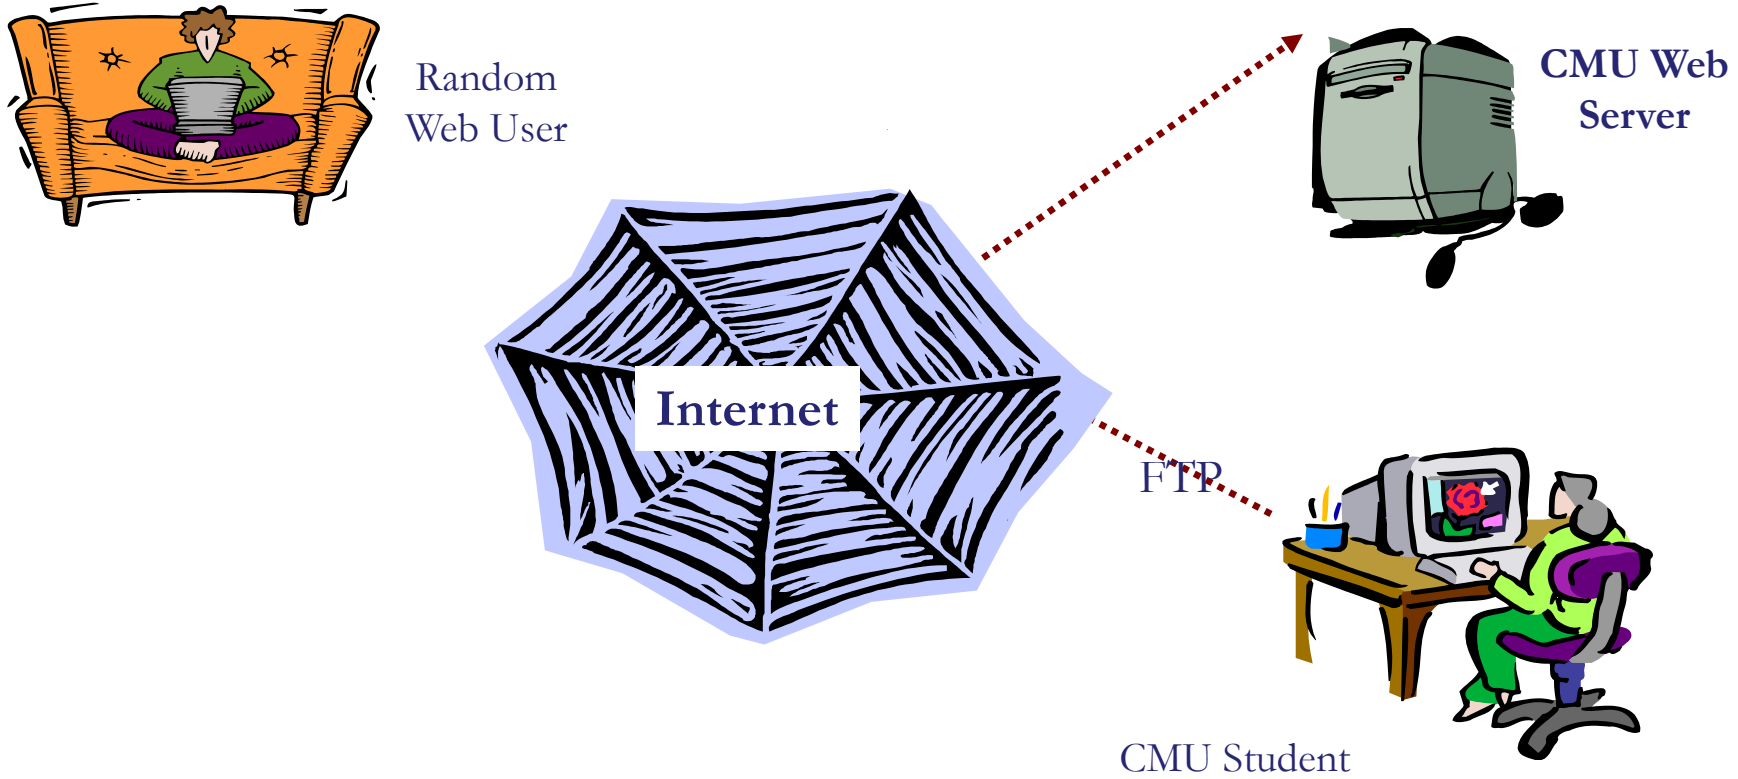 Random
Web User
CMU Web
Server
Internet
FTP
CMU Student